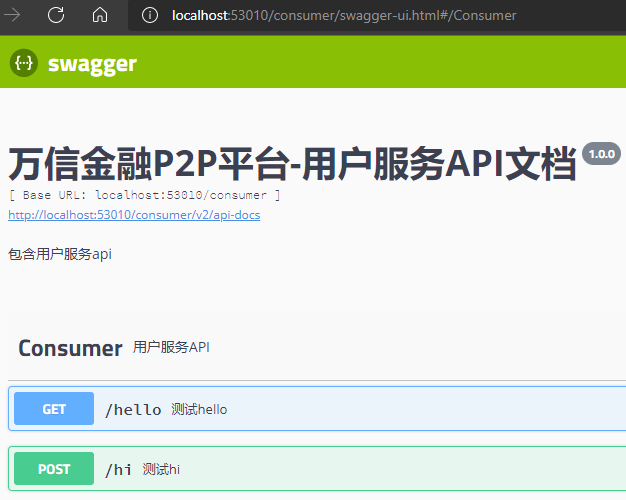 localhost:53010/consumer/swagger-ui.html#/Consumer
{··} swagger
万信金融P2P平台-用户服务API文档 1.0.0
[ Base URL: localhost:53010/consumer ]
http://localhost:53010/consumer/v2/api-docs
包含用户服务api
Consumer 用户服务API
GET /hello 测试hello
POST /hi 测试hi